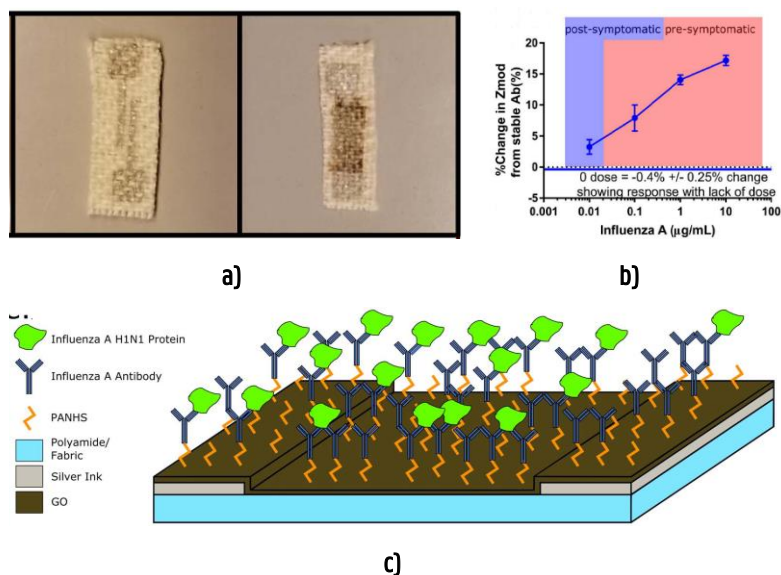 post-symptomatic pre-symptomatic
%Change in Zmod
from stable Ab(%)
20
15
10
5
0
-5
0 dose = -0.4% +/- 0.25% change
showing response with lack of dose
0.001 0.01 0.1 1 10 100
Influenza A (µg/mL)
a)
b)
Influenza A H1N1 Protein
Influenza A Antibody
PANHS
Polyamide/
Fabric
Silver Ink
GO
c)